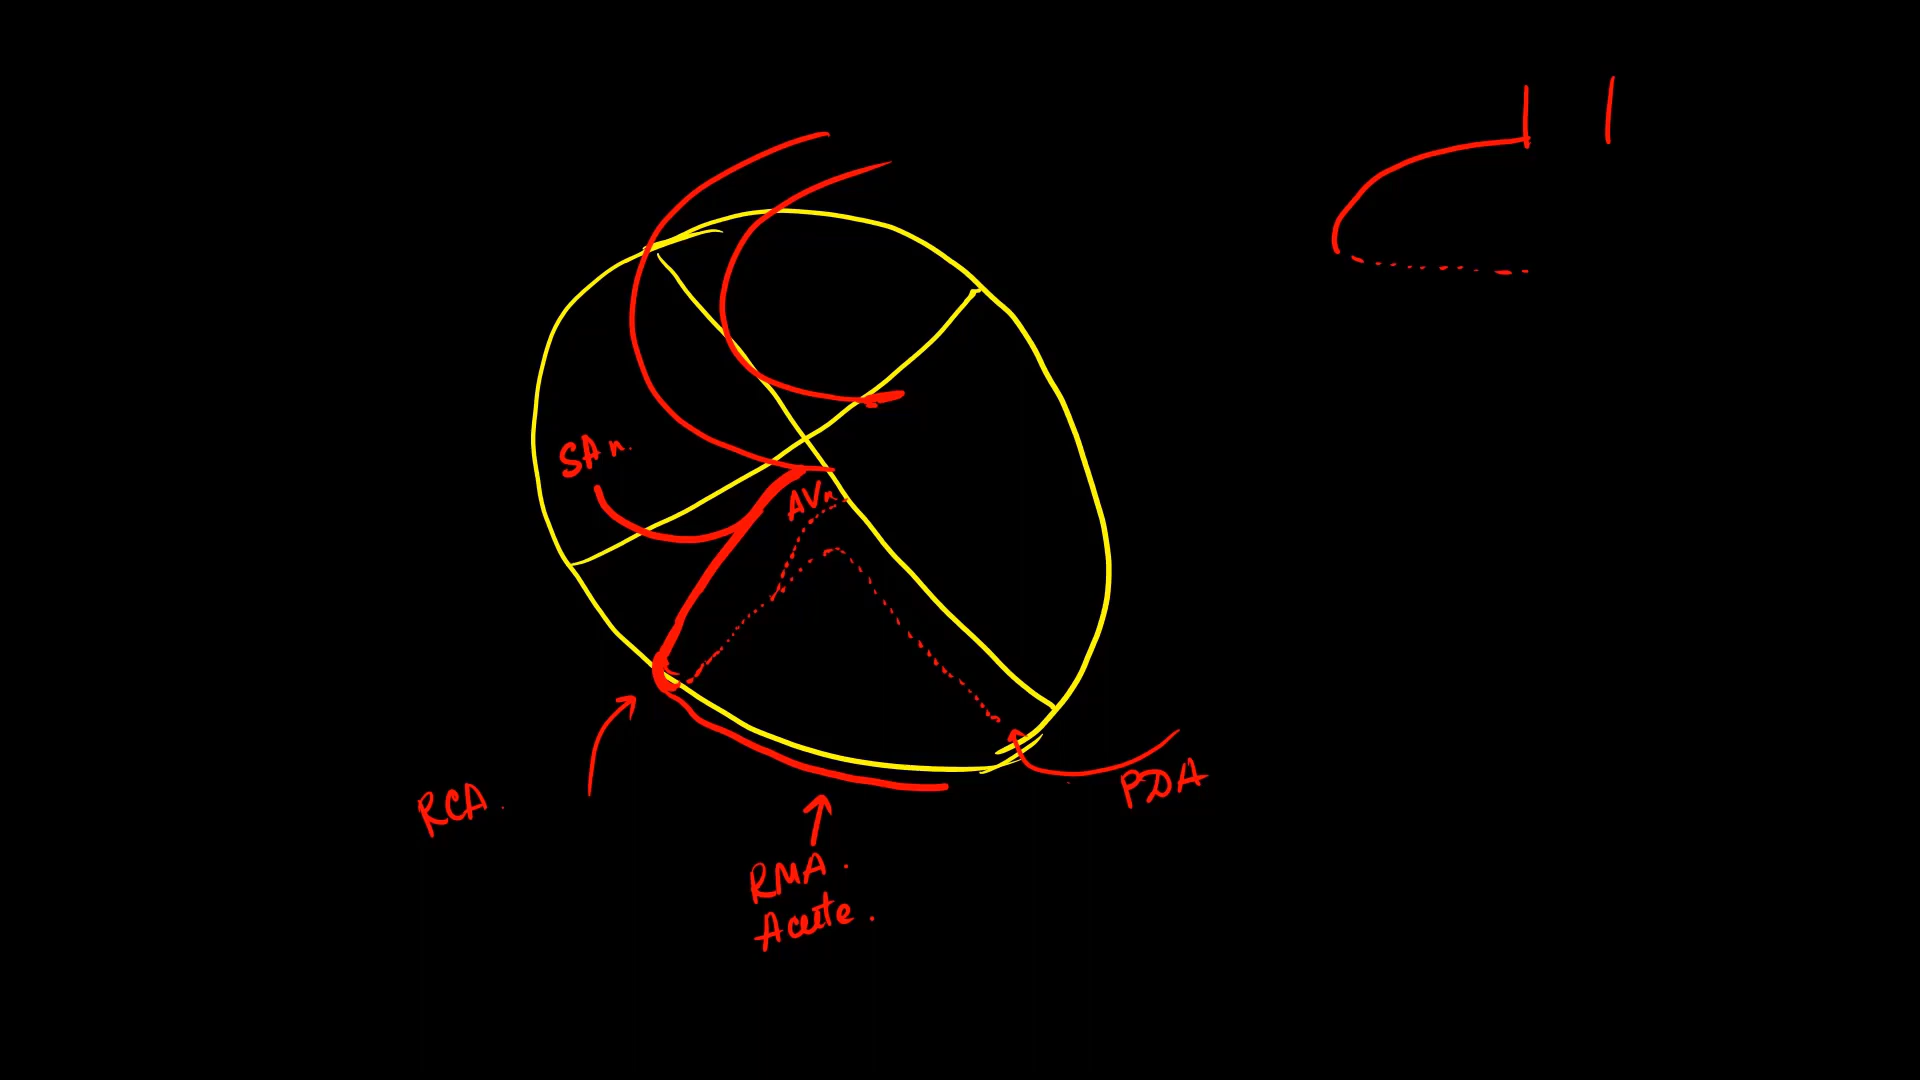 SA n.
AV n
RCA.
PDA
RMA.
Acute.